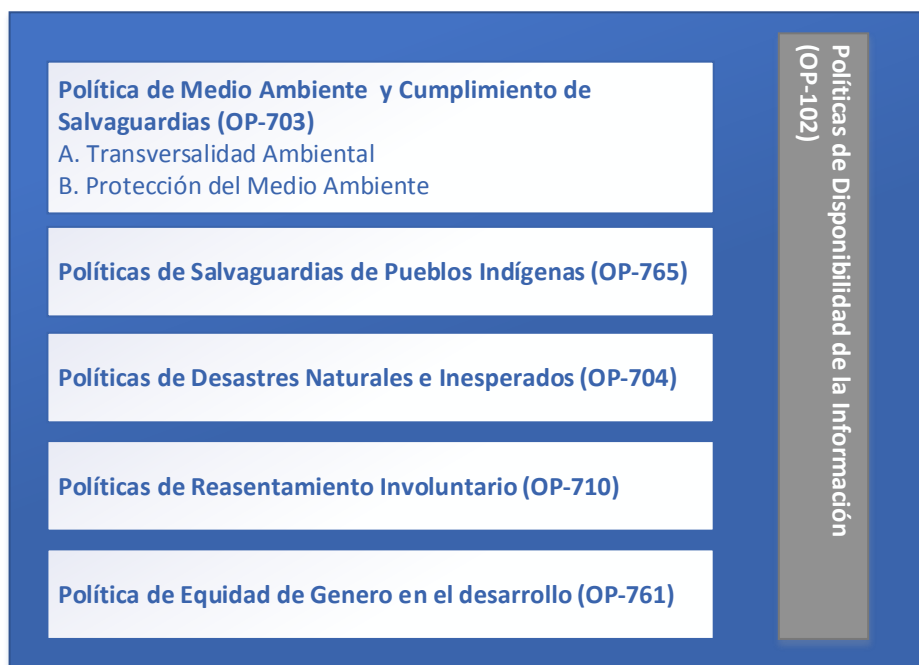 Política de Medio Ambiente y Cumplimiento de
Salvaguardias (OP-703)
A. Transversalidad Ambiental
B. Protección del Medio Ambiente
Políticas de Salvaguardias de Pueblos Indígenas (OP-765)
Políticas de Desastres Naturales e Inesperados (OP-704)
Políticas de Reasentamiento Involuntario (OP-710)
Política de Equidad de Genero en el desarrollo (OP-761)
Políticas de Disponibilidad de la Información
(OP-102)